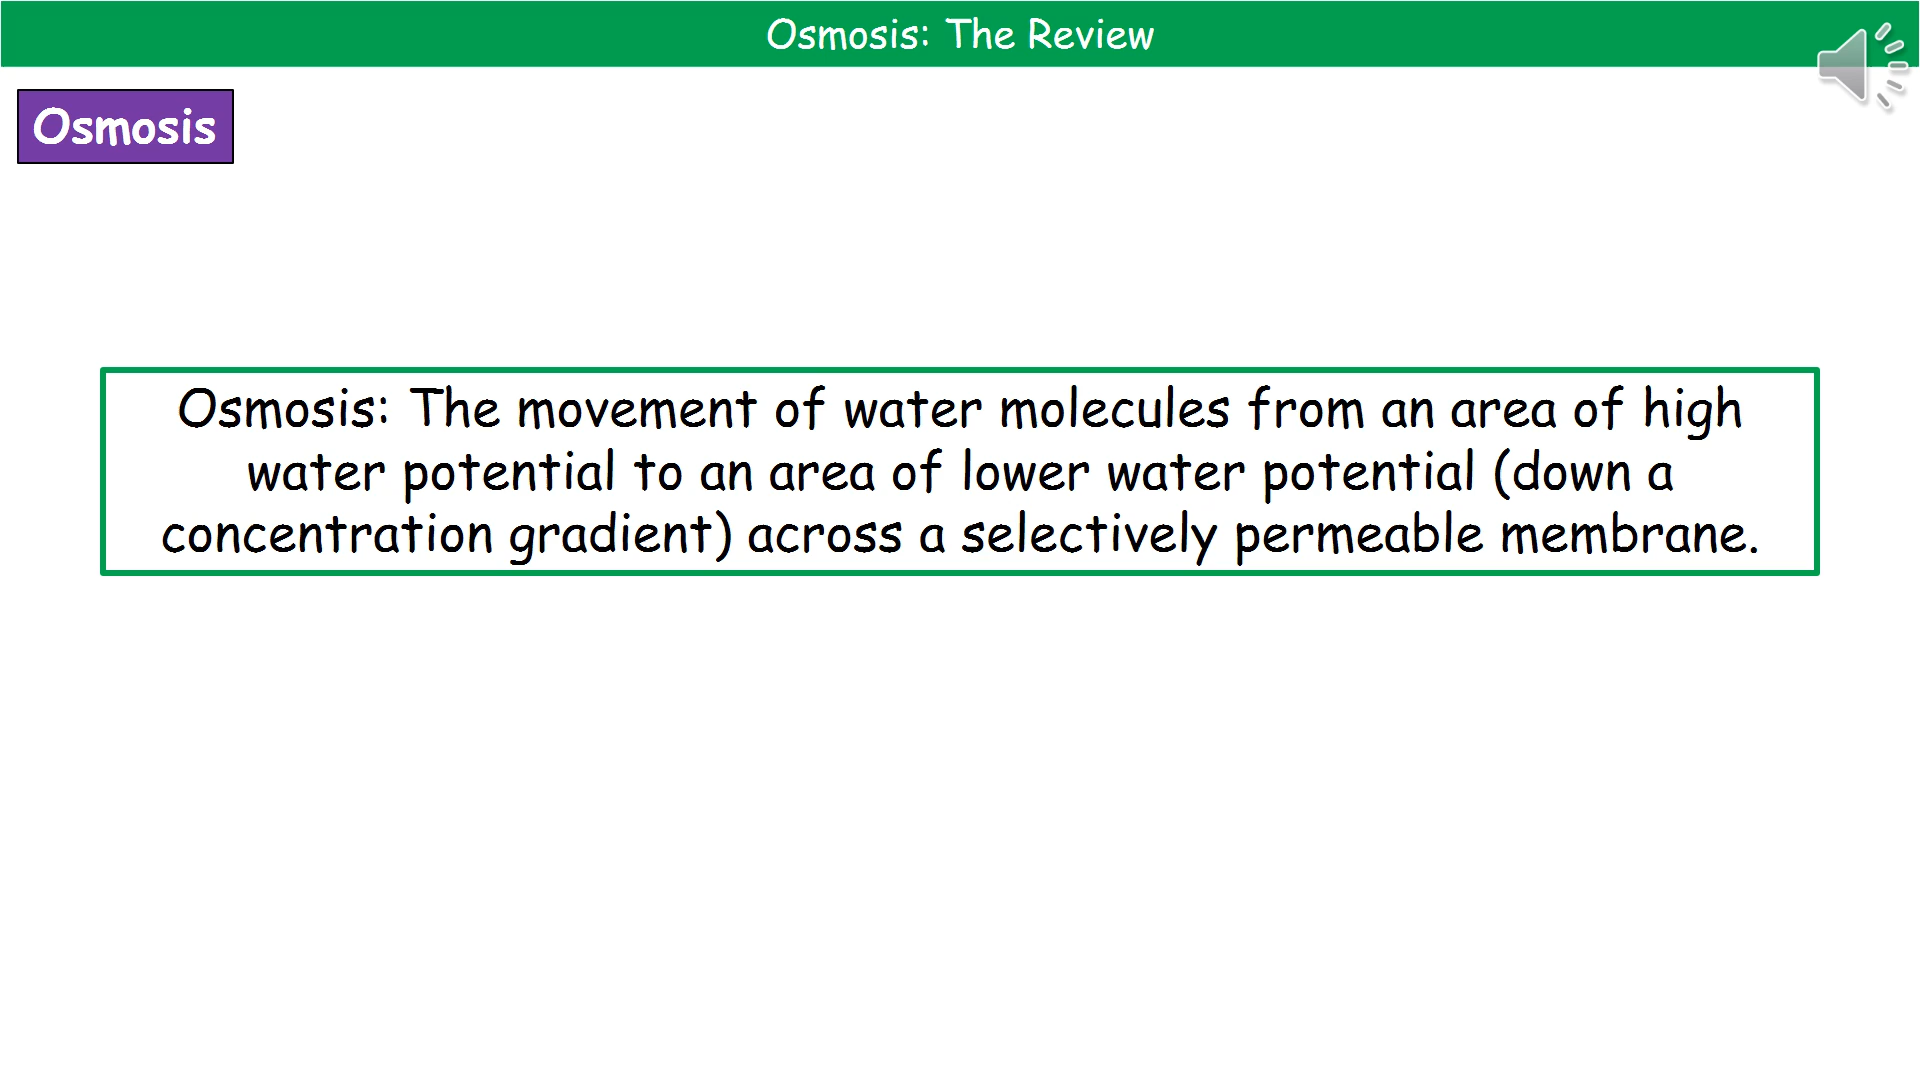 Osmosis: The Review
Osmosis
Osmosis: The movement of water molecules from an area of high
water potential to an area of lower water potential (down a
concentration gradient) across a selectively permeable membrane.